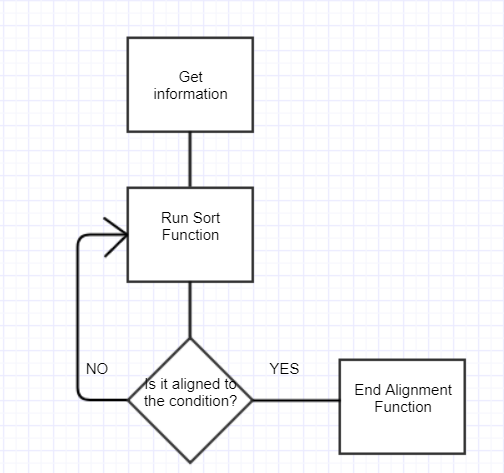 Get
information
Run Sort
Function
NO
YES
Is it aligned to
the condition?
End Alignment
Function